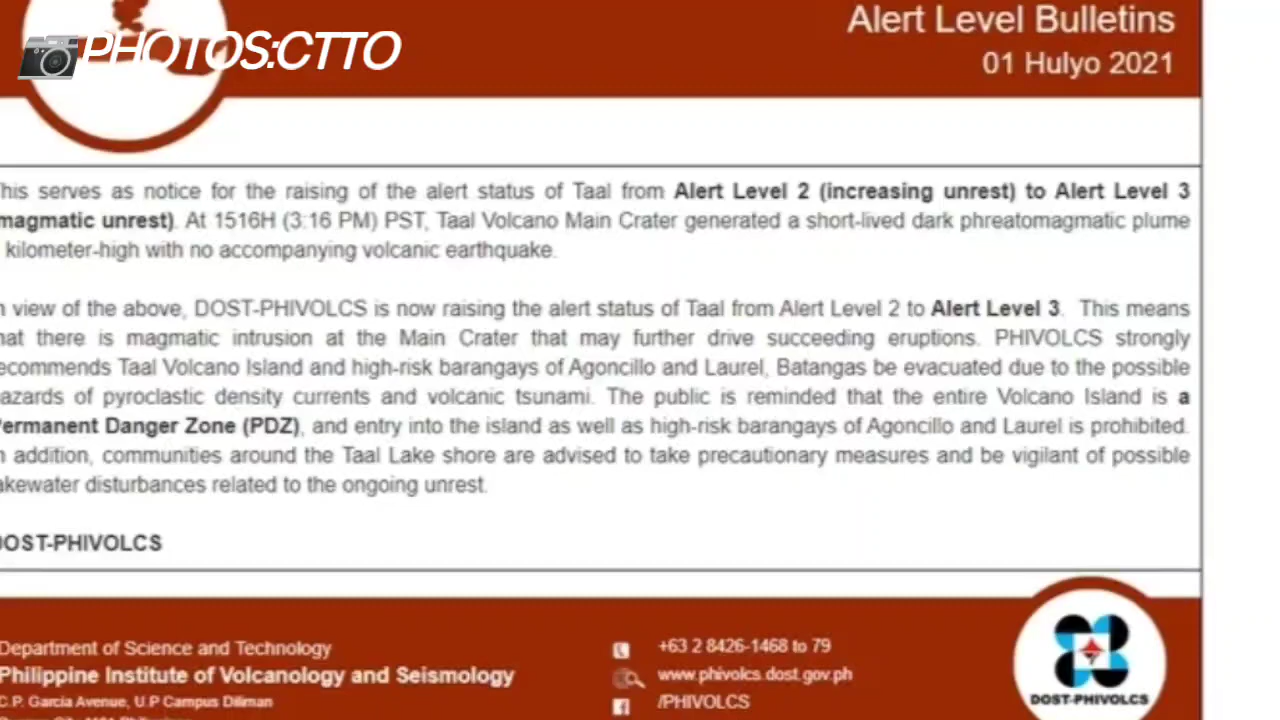 PHOTOS:CTTO
Alert Level Bulletins
01 Hulyo 2021
his serves as notice for the raising of the alert status of Taal from Alert Level 2 (increasing unrest) to Alert Level 3
magmatic unrest). At 1516H (3:16 PM) PST, Taal Volcano Main Crater generated a short-lived dark phreatomagmatic plume
kilometer-high with no accompanying volcanic earthquake.
n view of the above, DOST-PHIVOLCS is now raising the alert status of Taal from Alert Level 2 to Alert Level 3. This means
hat there is magmatic intrusion at the Main Crater that may further drive succeeding eruptions. PHIVOLCS strongly
ecommends Taal Volcano Island and high-risk barangays of Agoncillo and Laurel, Batangas be evacuated due to the possible
azards of pyroclastic density currents and volcanic tsunami. The public is reminded that the entire Volcano Island is a
Permanent Danger Zone (PDZ), and entry into the island as well as high-risk barangays of Agoncillo and Laurel is prohibited.
n addition, communities around the Taal Lake shore are advised to take precautionary measures and be vigilant of possible
akewater disturbances related to the ongoing unrest.
DOST-PHIVOLCS
Department of Science and Technology
Philippine Institute of Volcanology and Seismology
C.P. Garcia Avenue, U.P Campus Diliman
+63 2 8426-1468 to 79
www.phivolcs.dost.gov.ph
/PHIVOLCS
DOST-PHIVOLCS